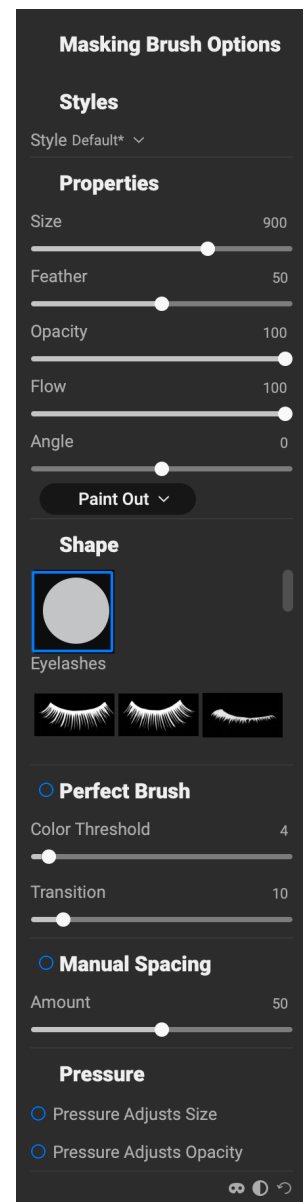 Masking Brush Options
Styles
Style Default*
Properties
Size 900
Feather 50
Opacity 100
Flow 100
Angle 0
Paint Out
Shape
Eyelashes
Perfect Brush
Color Threshold 4
Transition 10
Manual Spacing
Amount 50
Pressure
Pressure Adjusts Size
Pressure Adjusts Opacity